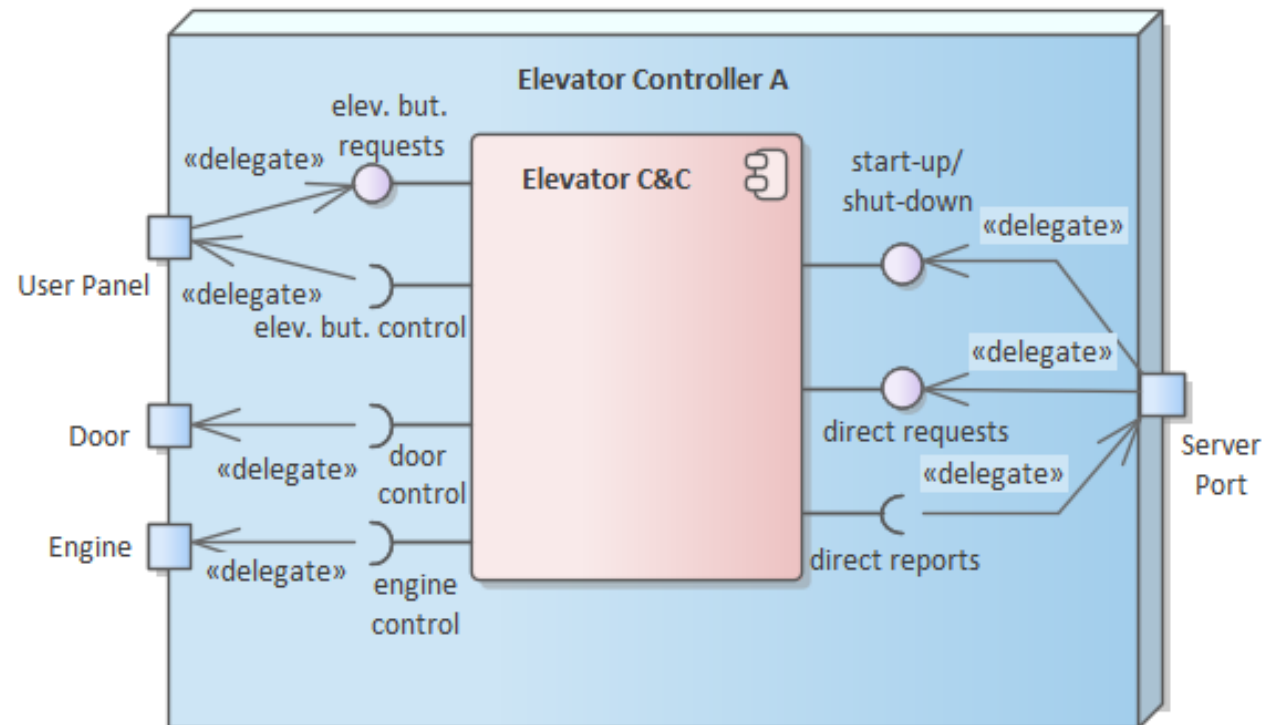 Elevator Controller A
elev. but.
requests
«delegate»
Elevator C&C
start-up/
shut-down
«delegate»
User Panel
«delegate»
elev. but. control
«delegate»
direct requests
Door
«delegate»
door
control
«delegate»
Server
Port
Engine
«delegate»
engine
control
direct reports